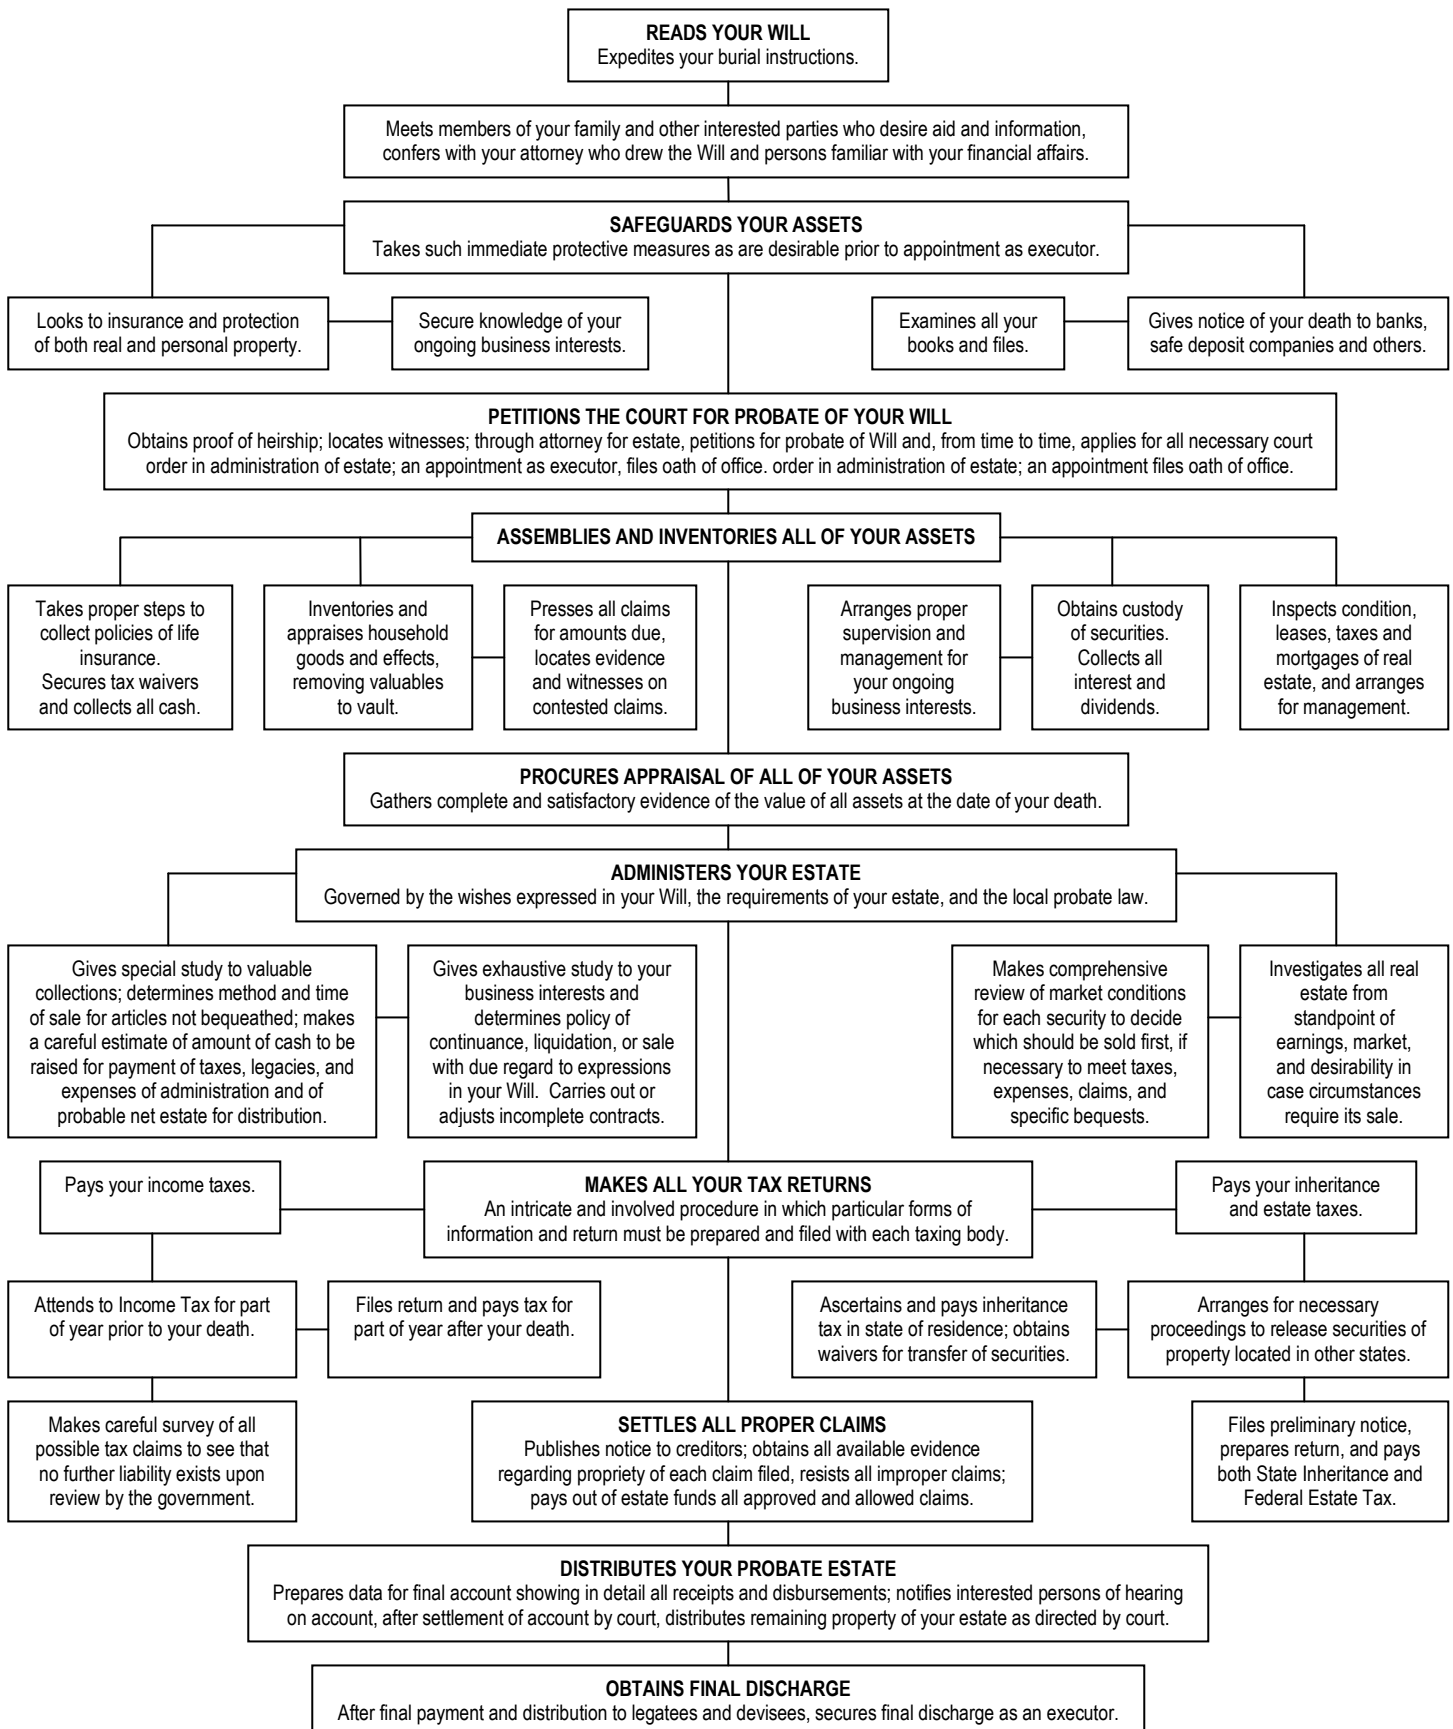 READS YOUR WILL
Expedites your burial instructions.
Meets members of your family and other interested parties who desire aid and information,
confers with your attorney who drew the Will and persons familiar with your financial affairs.
SAFEGUARDS YOUR ASSETS
Takes such immediate protective measures as are desirable prior to appointment as executor.
Looks to insurance and protection
of both real and personal property.
Secure knowledge of your
ongoing business interests.
Examines all your
books and files.
Gives notice of your death to banks,
safe deposit companies and others.
PETITIONS THE COURT FOR PROBATE OF YOUR WILL
Obtains proof of heirship; locates witnesses; through attorney for estate, petitions for probate of Will and, from time to time, applies for all necessary court
order in administration of estate; an appointment as executor, files oath of office. order in administration of estate; an appointment files oath of office.
ASSEMBLIES AND INVENTORIES ALL OF YOUR ASSETS
Takes proper steps to
collect policies of life
insurance.
Secures tax waivers
and collects all cash.
Inventories and
appraises household
goods and effects,
removing valuables
to vault.
Presses all claims
for amounts due,
locates evidence
and witnesses on
contested claims.
Arranges proper
supervision and
management for
your ongoing
business interests.
Obtains custody
of securities.
Collects all
interest and
dividends.
Inspects condition,
leases, taxes and
mortgages of real
estate, and arranges
for management.
PROCURES APPRAISAL OF ALL OF YOUR ASSETS
Gathers complete and satisfactory evidence of the value of all assets at the date of your death.
ADMINISTERS YOUR ESTATE
Governed by the wishes expressed in your Will, the requirements of your estate, and the local probate law.
Gives special study to valuable
collections; determines method and time
of sale for articles not bequeathed; makes
a careful estimate of amount of cash to be
raised for payment of taxes, legacies, and
expenses of administration and of
probable net estate for distribution.
Gives exhaustive study to your
business interests and
determines policy of
continuance, liquidation, or sale
with due regard to expressions
in your Will. Carries out or
adjusts incomplete contracts.
Makes comprehensive
review of market conditions
for each security to decide
which should be sold first, if
necessary to meet taxes,
expenses, claims, and
specific bequests.
Investigates all real
estate from
standpoint of
earnings, market,
and desirability in
case circumstances
require its sale.
Pays your income taxes.
MAKES ALL YOUR TAX RETURNS
An intricate and involved procedure in which particular forms of
information and return must be prepared and filed with each taxing body.
Pays your inheritance
and estate taxes.
Attends to Income Tax for part
of year prior to your death.
Files return and pays tax for
part of year after your death.
Ascertains and pays inheritance
tax in state of residence; obtains
waivers for transfer of securities.
Arranges for necessary
proceedings to release securities of
property located in other states.
Makes careful survey of all
possible tax claims to see that
no further liability exists upon
review by the government.
SETTLES ALL PROPER CLAIMS
Publishes notice to creditors; obtains all available evidence
regarding propriety of each claim filed, resists all improper claims;
pays out of estate funds all approved and allowed claims.
Files preliminary notice,
prepares return, and pays
both State Inheritance and
Federal Estate Tax.
DISTRIBUTES YOUR PROBATE ESTATE
Prepares data for final account showing in detail all receipts and disbursements; notifies interested persons of hearing
on account, after settlement of account by court, distributes remaining property of your estate as directed by court.
OBTAINS FINAL DISCHARGE
After final payment and distribution to legatees and devisees, secures final discharge as an executor.